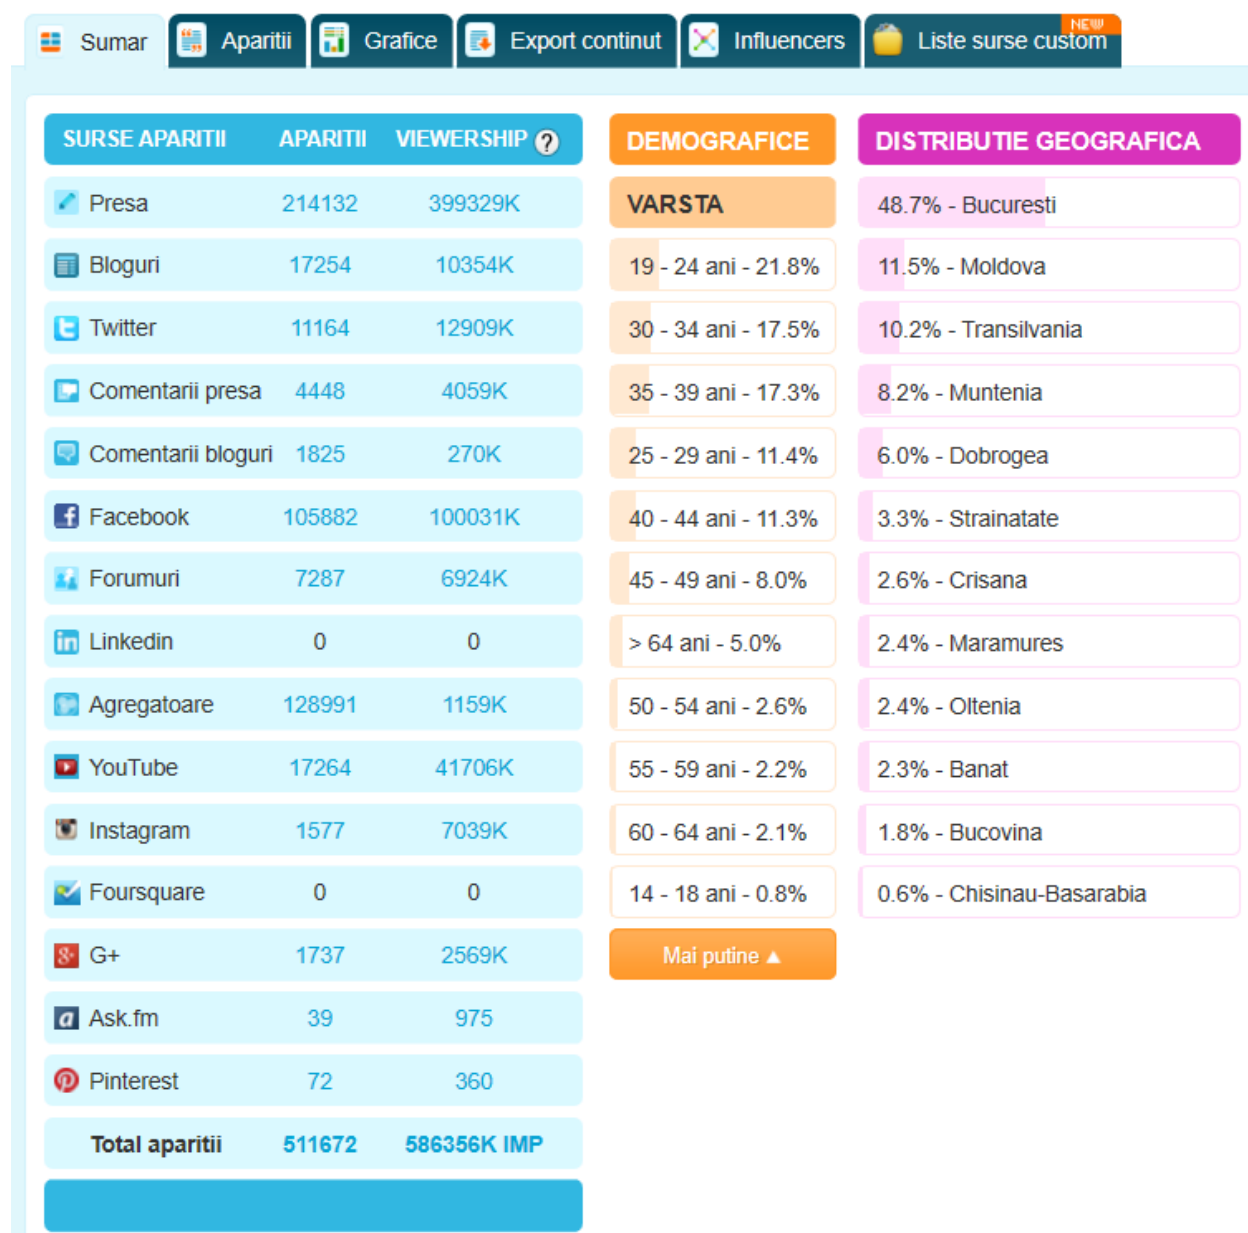 Sumar Aparitii Grafice Export continut Influencers Liste surse custom NEW
SURSE APARITII APARITII VIEWERSHIP ?
Presa 214132 399329K
Bloguri 17254 10354K
Twitter 11164 12909K
Comentarii presa 4448 4059K
Comentarii bloguri 1825 270K
Facebook 105882 100031K
Forumuri 7287 6924K
Linkedin 0 0
Agregatoare 128991 1159K
YouTube 17264 41706K
Instagram 1577 7039K
Foursquare 0 0
G+ 1737 2569K
Ask.fm 39 975
Pinterest 72 360
Total aparitii 511672 586356K IMP
DEMOGRAFICE
VARSTA
19 - 24 ani - 21.8%
30 - 34 ani - 17.5%
35 - 39 ani - 17.3%
25 - 29 ani - 11.4%
40 - 44 ani - 11.3%
45 - 49 ani - 8.0%
> 64 ani - 5.0%
50 - 54 ani - 2.6%
55 - 59 ani - 2.2%
60 - 64 ani - 2.1%
14 - 18 ani - 0.8%
Mai putine ▲
DISTRIBUTIE GEOGRAFICA
48.7% - Bucuresti
11.5% - Moldova
10.2% - Transilvania
8.2% - Muntenia
6.0% - Dobrogea
3.3% - Strainatate
2.6% - Crisana
2.4% - Maramures
2.4% - Oltenia
2.3% - Banat
1.8% - Bucovina
0.6% - Chisinau-Basarabia